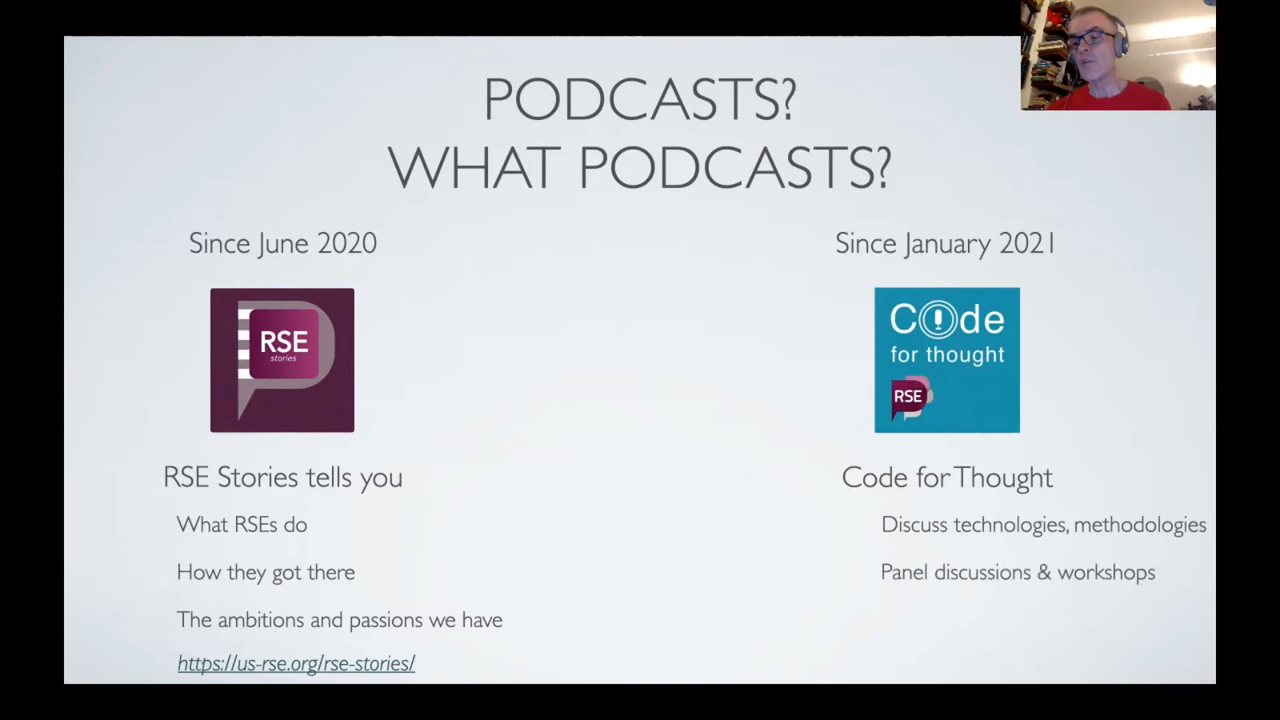 PODCASTS?
WHAT PODCASTS?
Since June 2020
RSE
stories
RSE Stories tells you
What RSEs do
How they got there
The ambitions and passions we have
https://us-rse.org/rse-stories/
Since January 2021
Code
for thought
RSE
Code for Thought
Discuss technologies, methodologies
Panel discussions & workshops